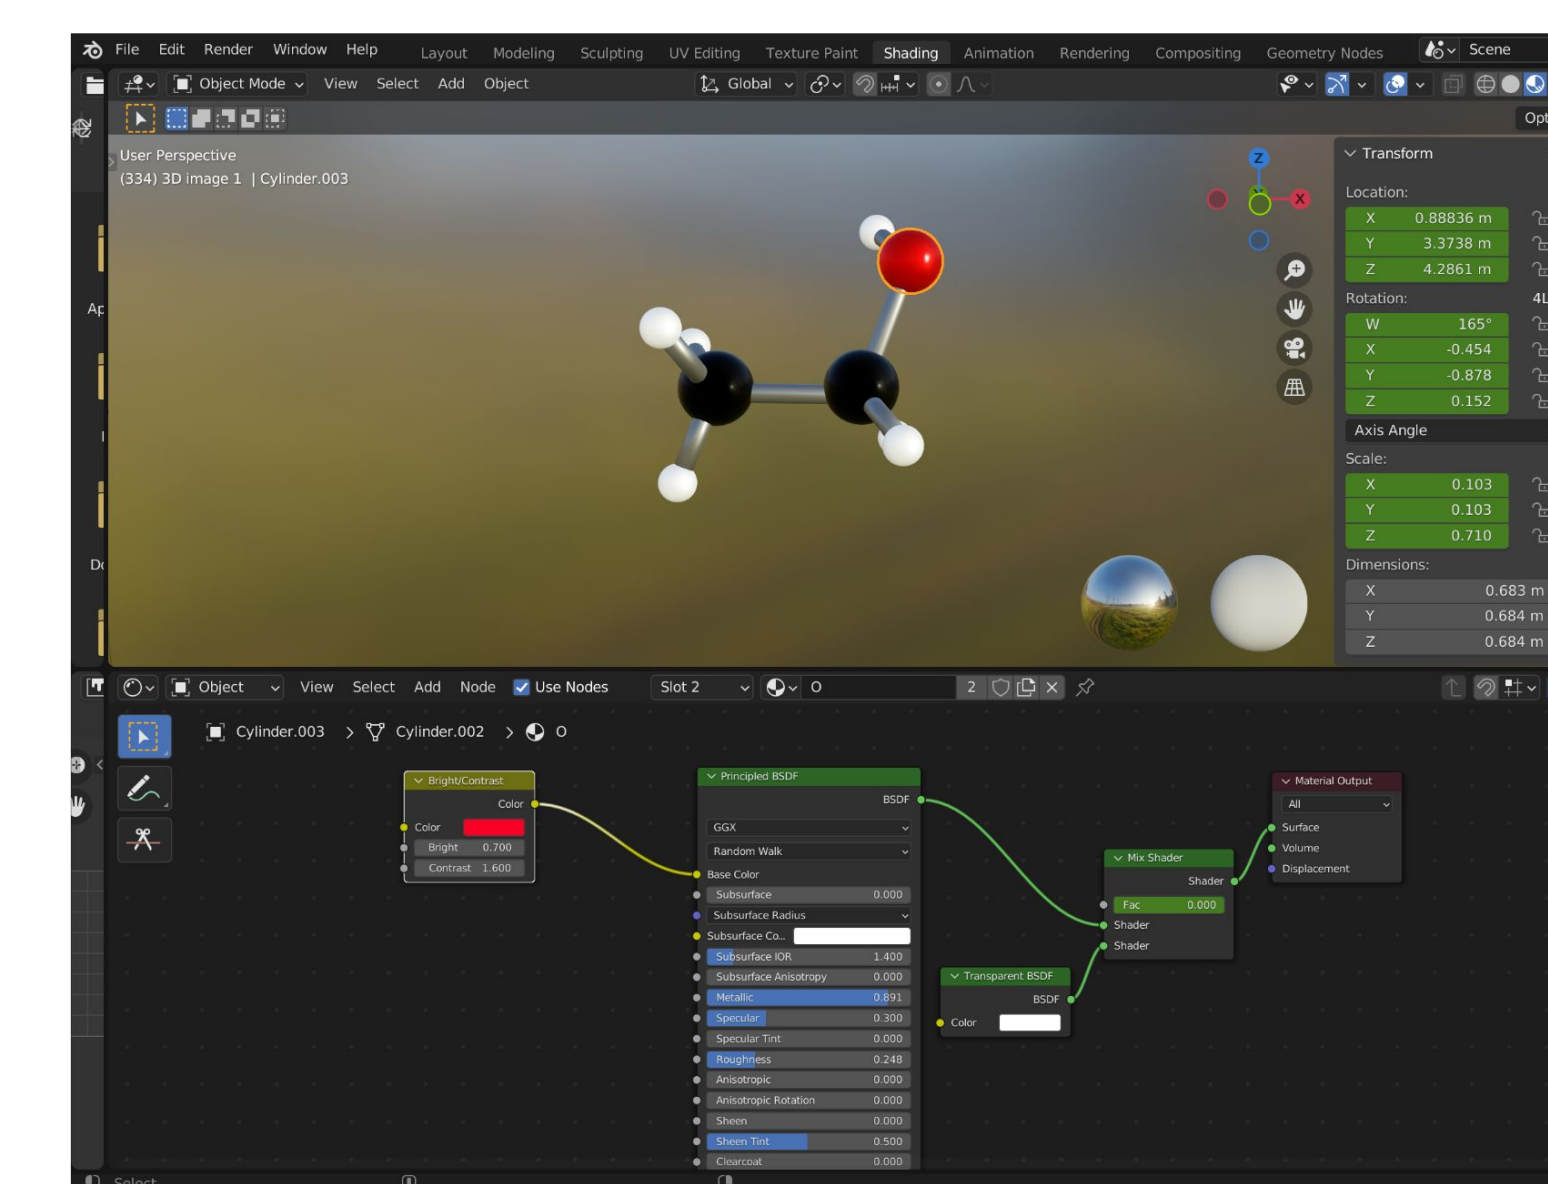 File Edit Render Window Help Layout Modeling Sculpting UV Editing Texture Paint Shading Animation Rendering Compositing Geometry Nodes Scene
Object Mode View Select Add Object Global
Opt
User Perspective
(334) 3D image 1 | Cylinder.003
Z
X
Transform
Location:
X 0.88836 m
Y 3.3738 m
Z 4.2861 m
Rotation: 4L
W 165°
X -0.454
Y -0.878
Z 0.152
Axis Angle
Scale:
X 0.103
Y 0.103
Z 0.710
Dimensions:
X 0.683 m
Y 0.684 m
Z 0.684 m
Ap
Do
Object View Select Add Node Use Nodes Slot 2 O 2
Cylinder.003 > Cylinder.002 > O
Bright/Contrast
Color
Color
Bright 0.700
Contrast 1.600
Principled BSDF
BSDF
GGX
Random Walk
Base Color
Subsurface 0.000
Subsurface Radius
Subsurface Co...
Subsurface IOR 1.400
Subsurface Anisotropy 0.000
Metallic 0.891
Specular 0.300
Specular Tint 0.000
Roughness 0.248
Anisotropic 0.000
Anisotropic Rotation 0.000
Sheen 0.000
Sheen Tint 0.500
Clearcoat 0.000
Transparent BSDF
BSDF
Color
Mix Shader
Shader
Fac 0.000
Shader
Shader
Material Output
All
Surface
Volume
Displacement
Select